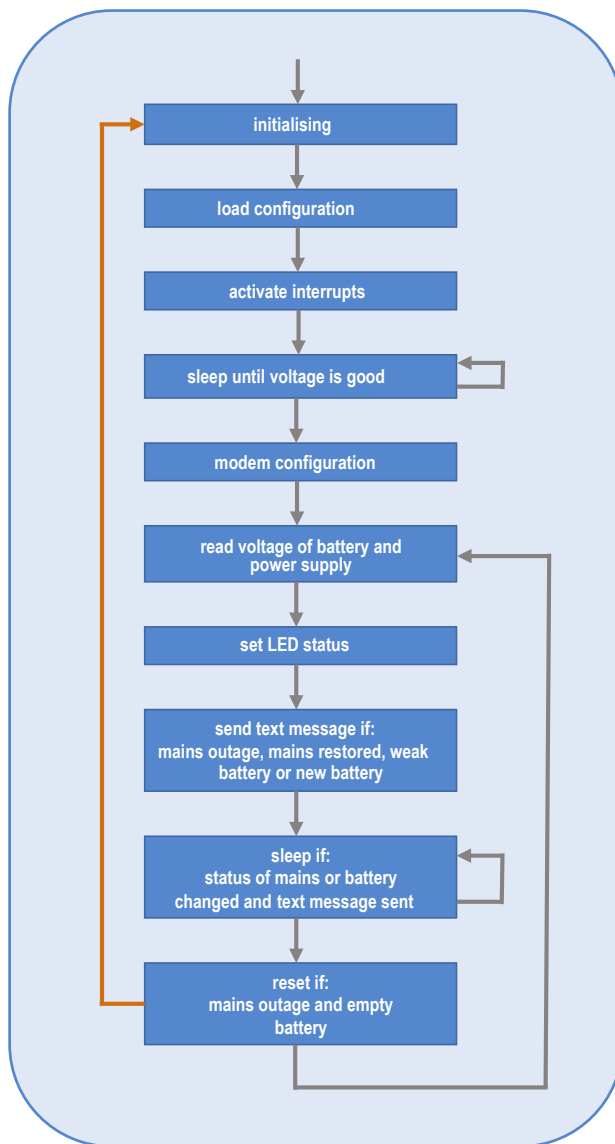 initialising
load configuration
activate interrupts
sleep until voltage is good
modem configuration
read voltage of battery and
power supply
set LED status
send text message if:
mains outage, mains restored, weak
battery or new battery
sleep if:
status of mains or battery
changed and text message sent
reset if:
mains outage and empty
battery